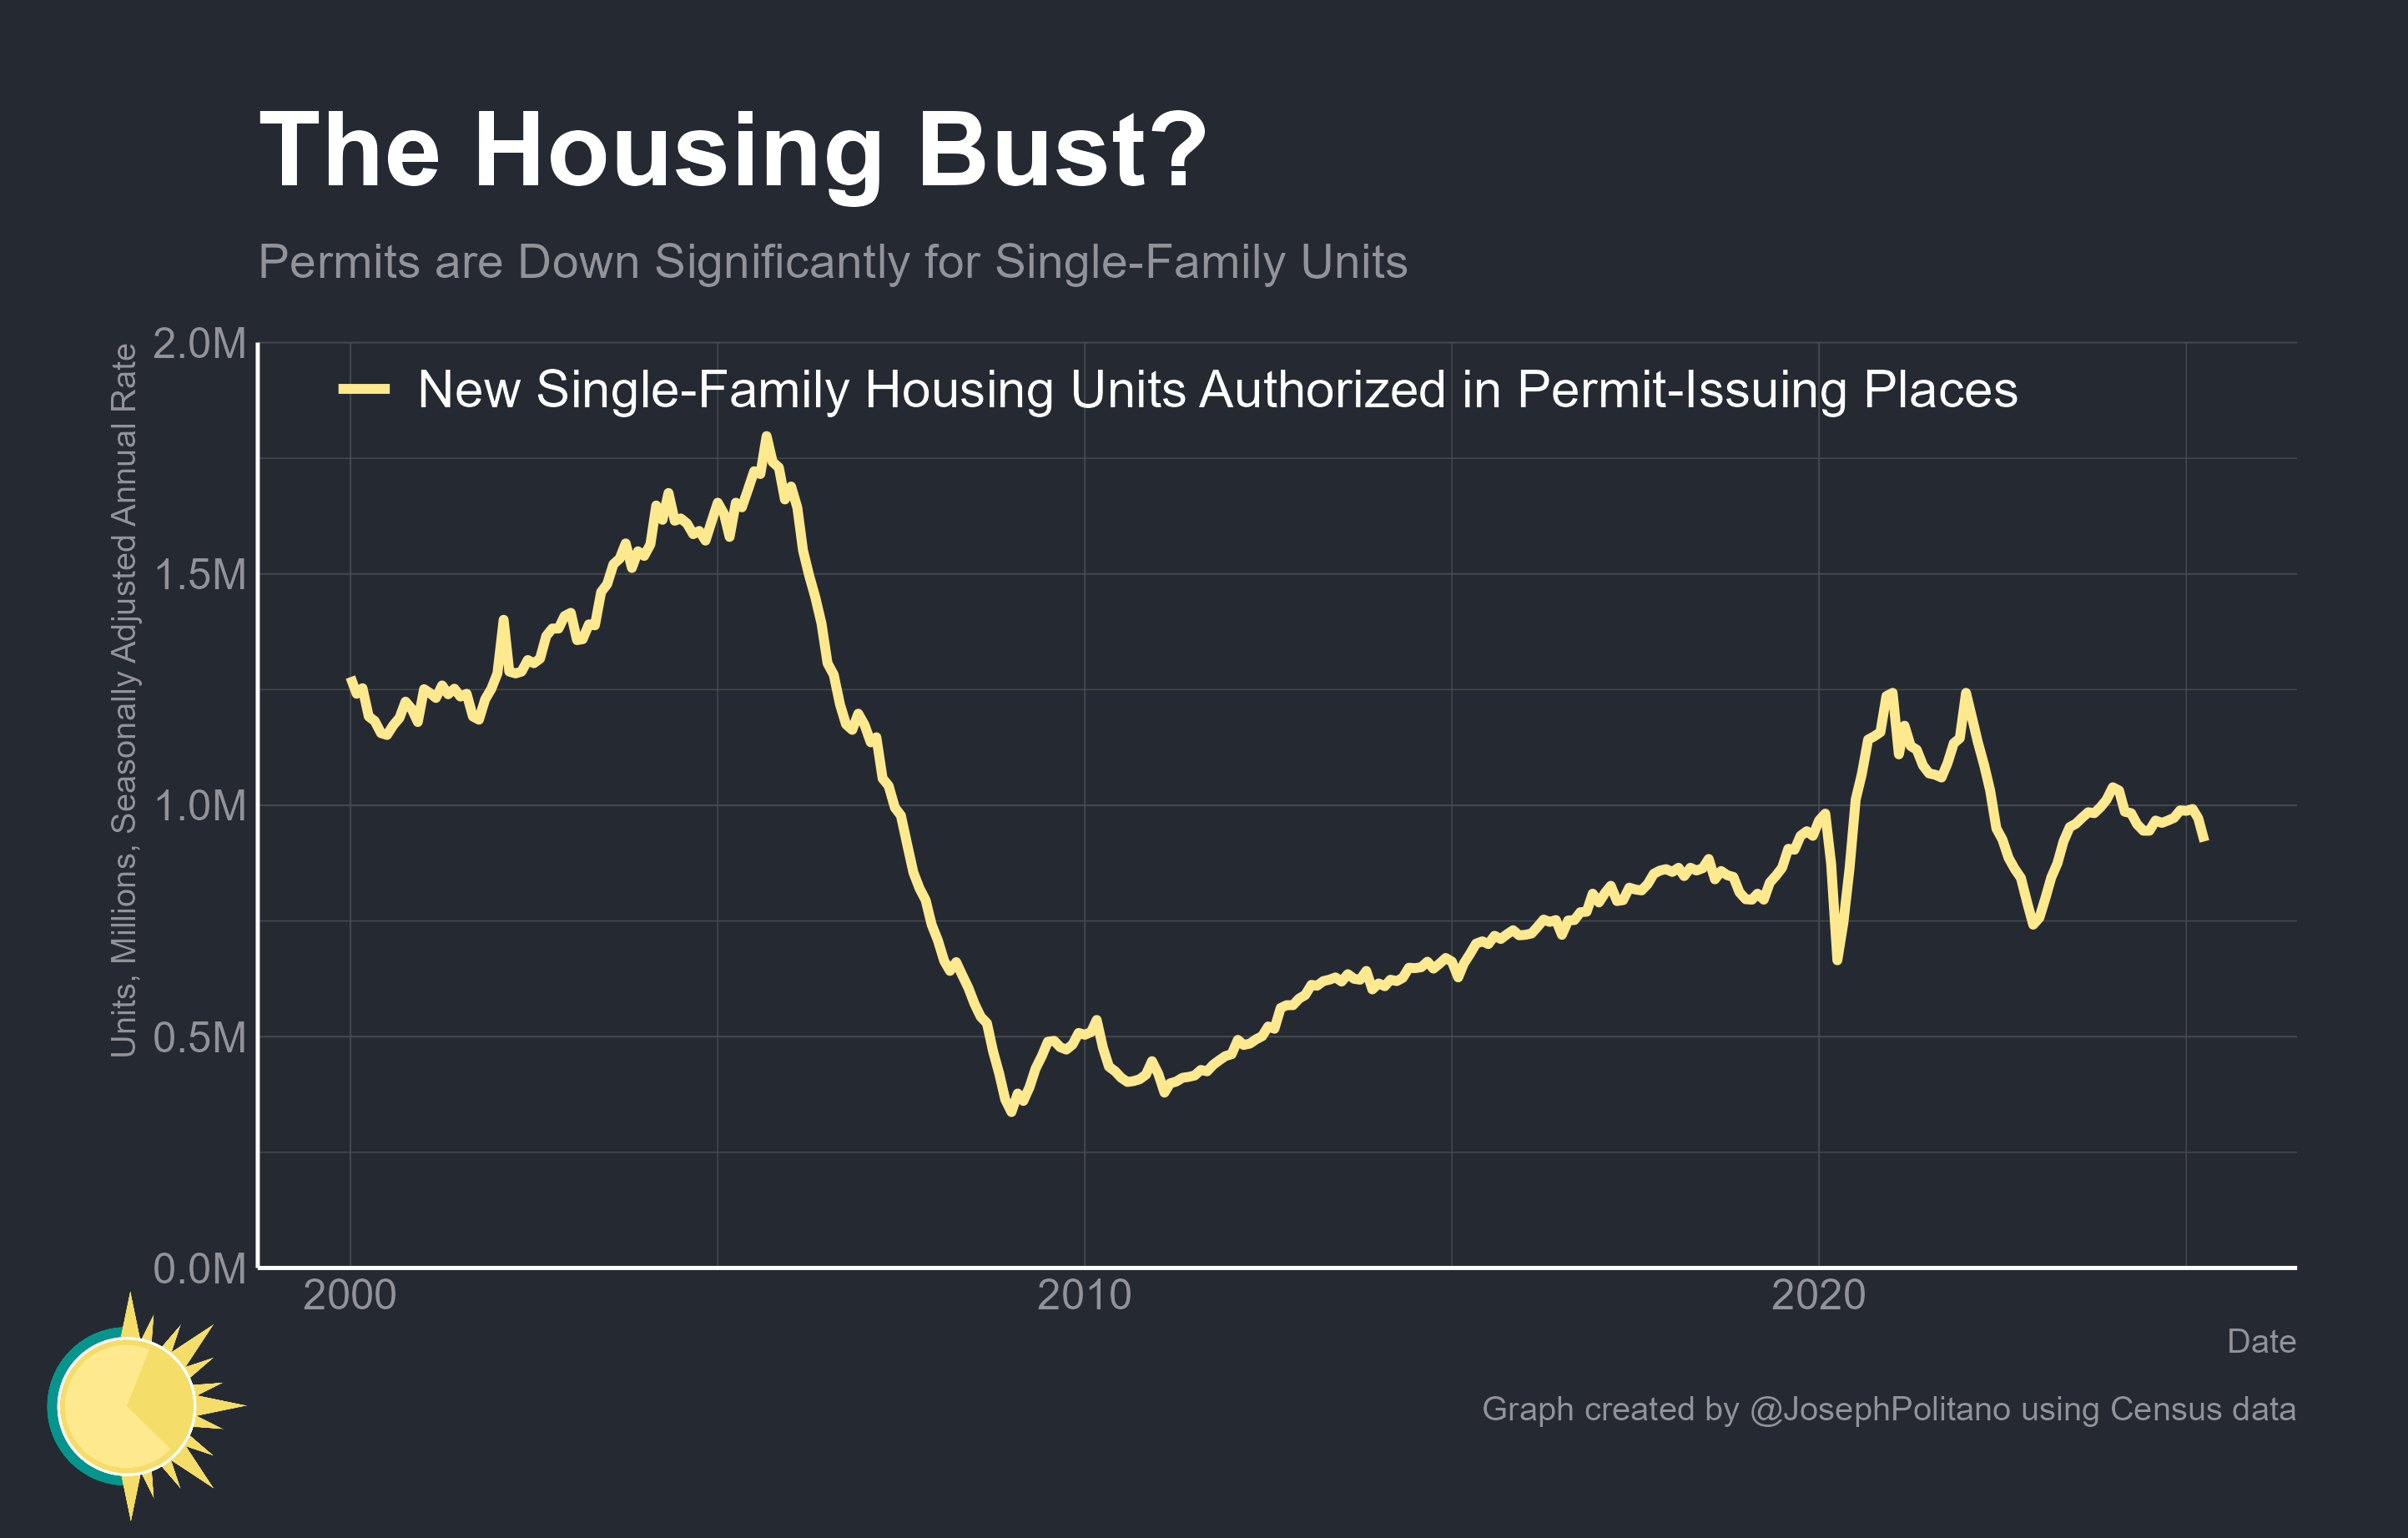 The Housing Bust?
Permits are Down Significantly for Single-Family Units
Units, Millions, Seasonally Adjusted Annual Rate
2.0M
New Single-Family Housing Units Authorized in Permit-Issuing Places
1.5M
1.0M
0.5M
0.0M
2000 2010 2020
Date
Graph created by @JosephPolitano using Census data